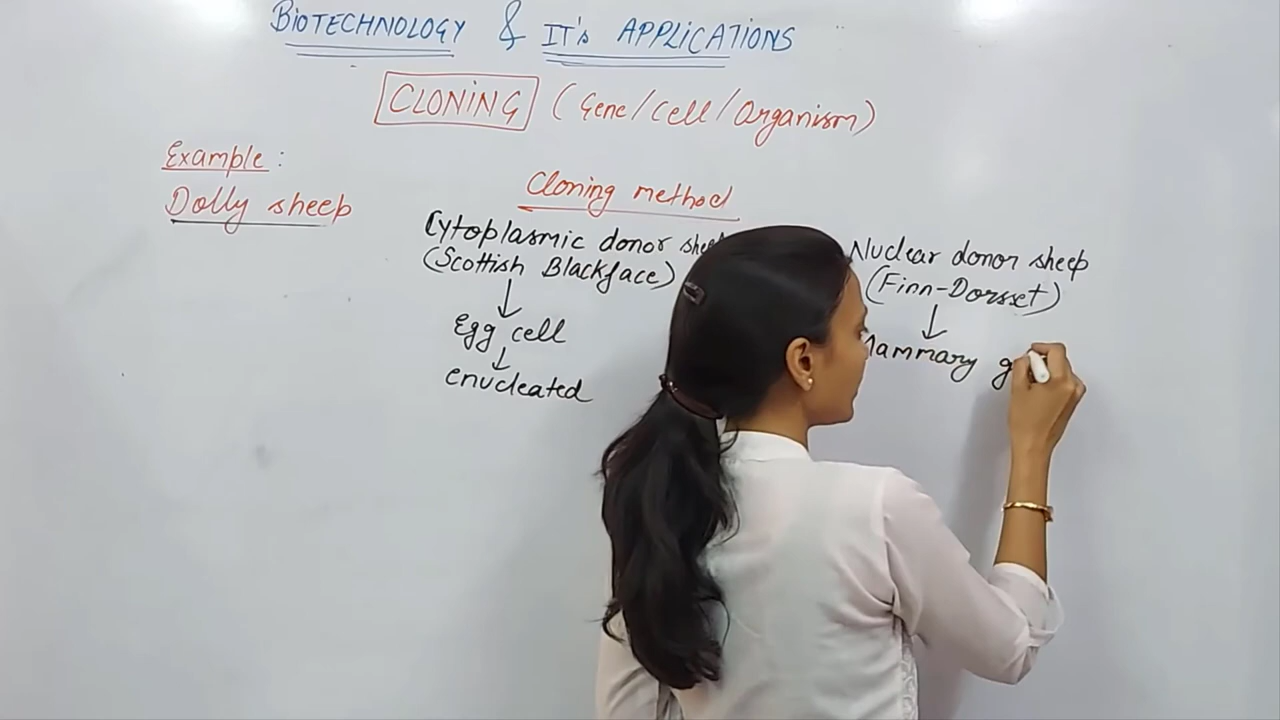 BIOTECHNOLOGY & IT's APPLICATIONS
CLONING (Gene/Cell/Organism)
Example:
Dolly sheep
Cloning method
Cytoplasmic donor
(Scottish Blackface)
Egg cell
enucleated
Nuclear donor sheep
(Finn-Dorsset)
Mammary